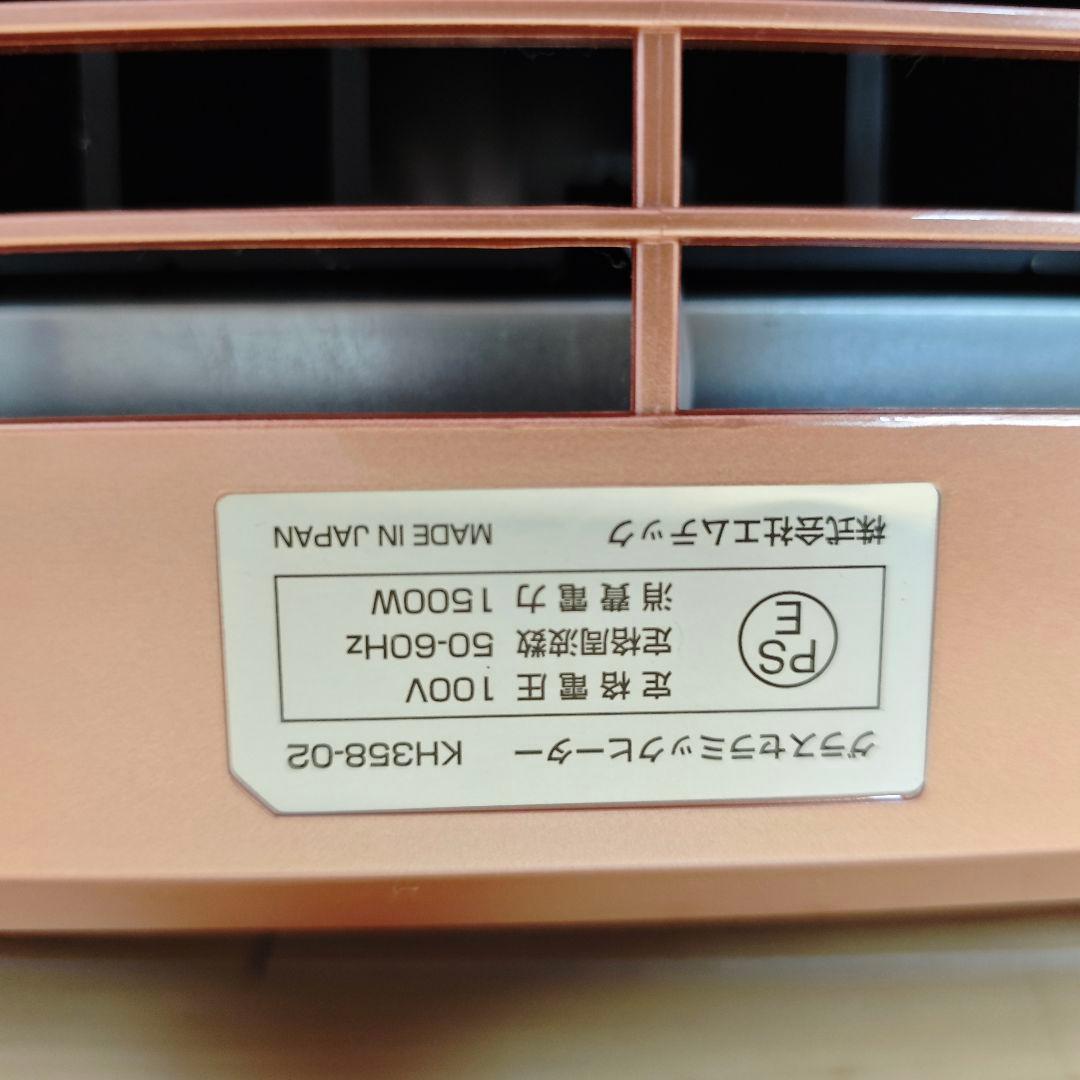 グラスセラミックヒーター KH358-02
PS
E
定格電圧 100V
定格周波数 50-60Hz
消費電力 1500W
株式会社エムテック MADE IN JAPAN